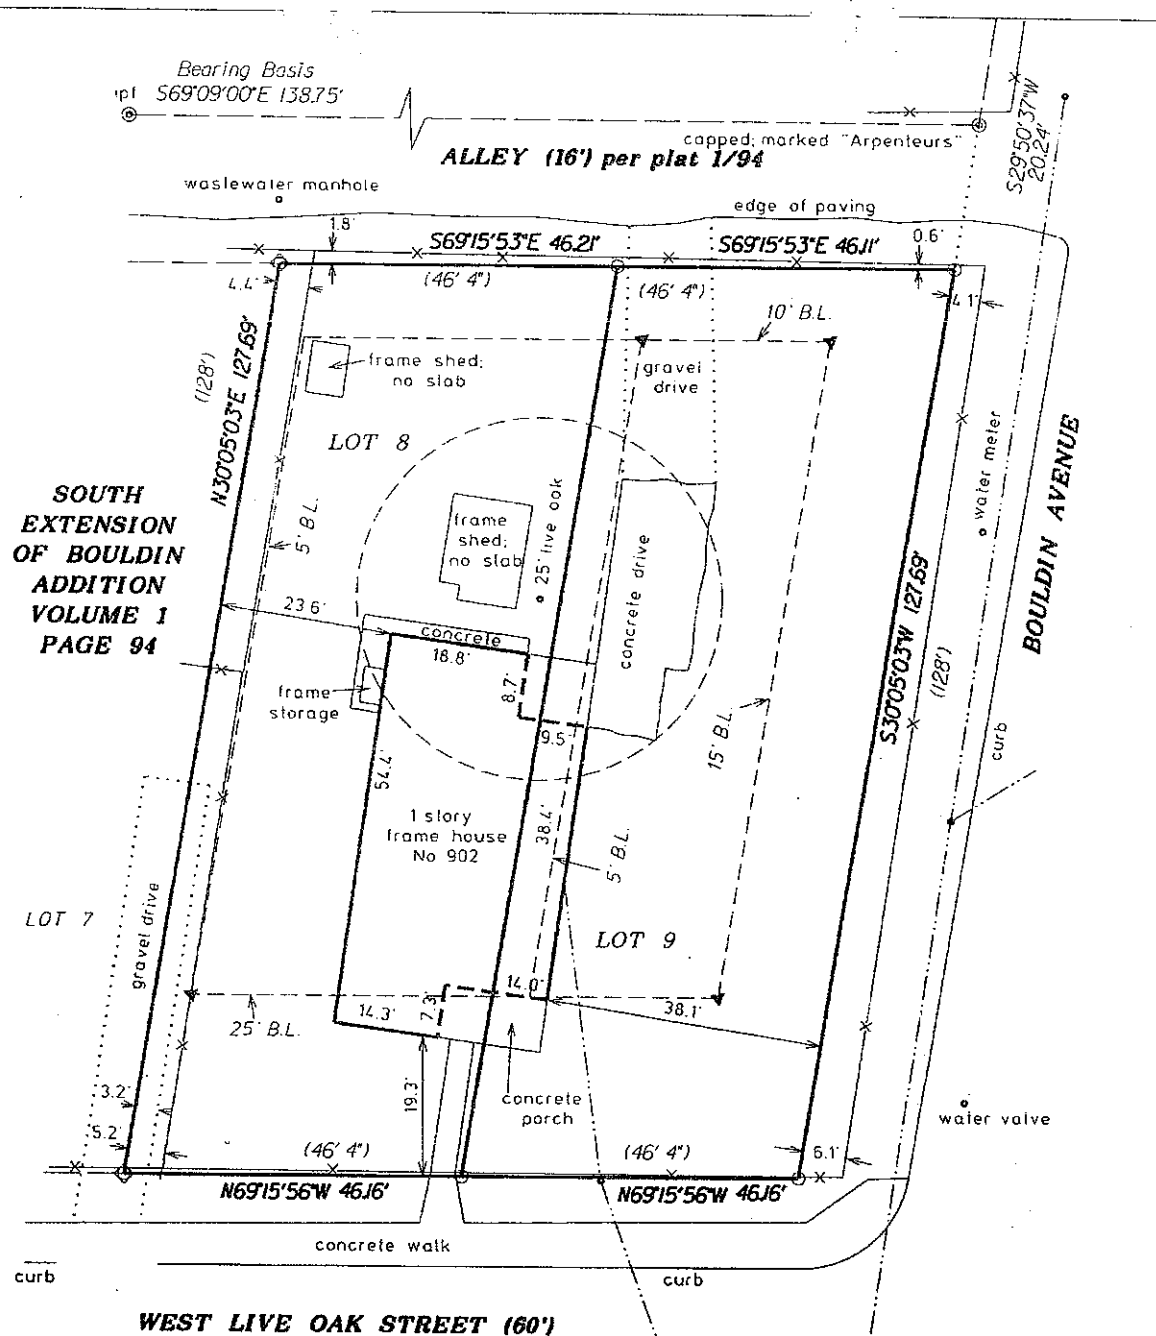 Bearing Basis
ipf S69°09'00"E 138.75'
capped; marked "Arpenteurs"
S29°50'37"W
20.24'
ALLEY (16') per plat 1/94
wastewater manhole
edge of paving
1.8'
S69°15'53"E 46.21'
S69°15'53"E 46.11'
0.6'
4.4'
(46' 4")
(46' 4")
4.1'
10' B.L.
frame shed;
no slab
gravel
drive
(128')
N30°05'03"E 127.69'
LOT 8
water meter
BOULDIN AVENUE
SOUTH
EXTENSION
OF BOULDIN
ADDITION
VOLUME 1
PAGE 94
5' B.L.
frame
shed;
no slab
25" live oak
concrete drive
S30°05'03"W 127.69'
(128')
23.6'
concrete
18.8'
8.7'
frame
storage
9.5'
15' B.L.
curb
54.4'
1 story
frame house
No 902
38.4'
5' B.L.
LOT 7
gravel drive
LOT 9
14.0'
7.3'
14.3'
38.1'
25' B.L.
19.3'
concrete
porch
water valve
3.2'
5.2'
(46' 4")
(46' 4")
6.1'
N69°15'56"W 46.16'
N69°15'56"W 46.16'
concrete walk
curb
curb
WEST LIVE OAK STREET (60')